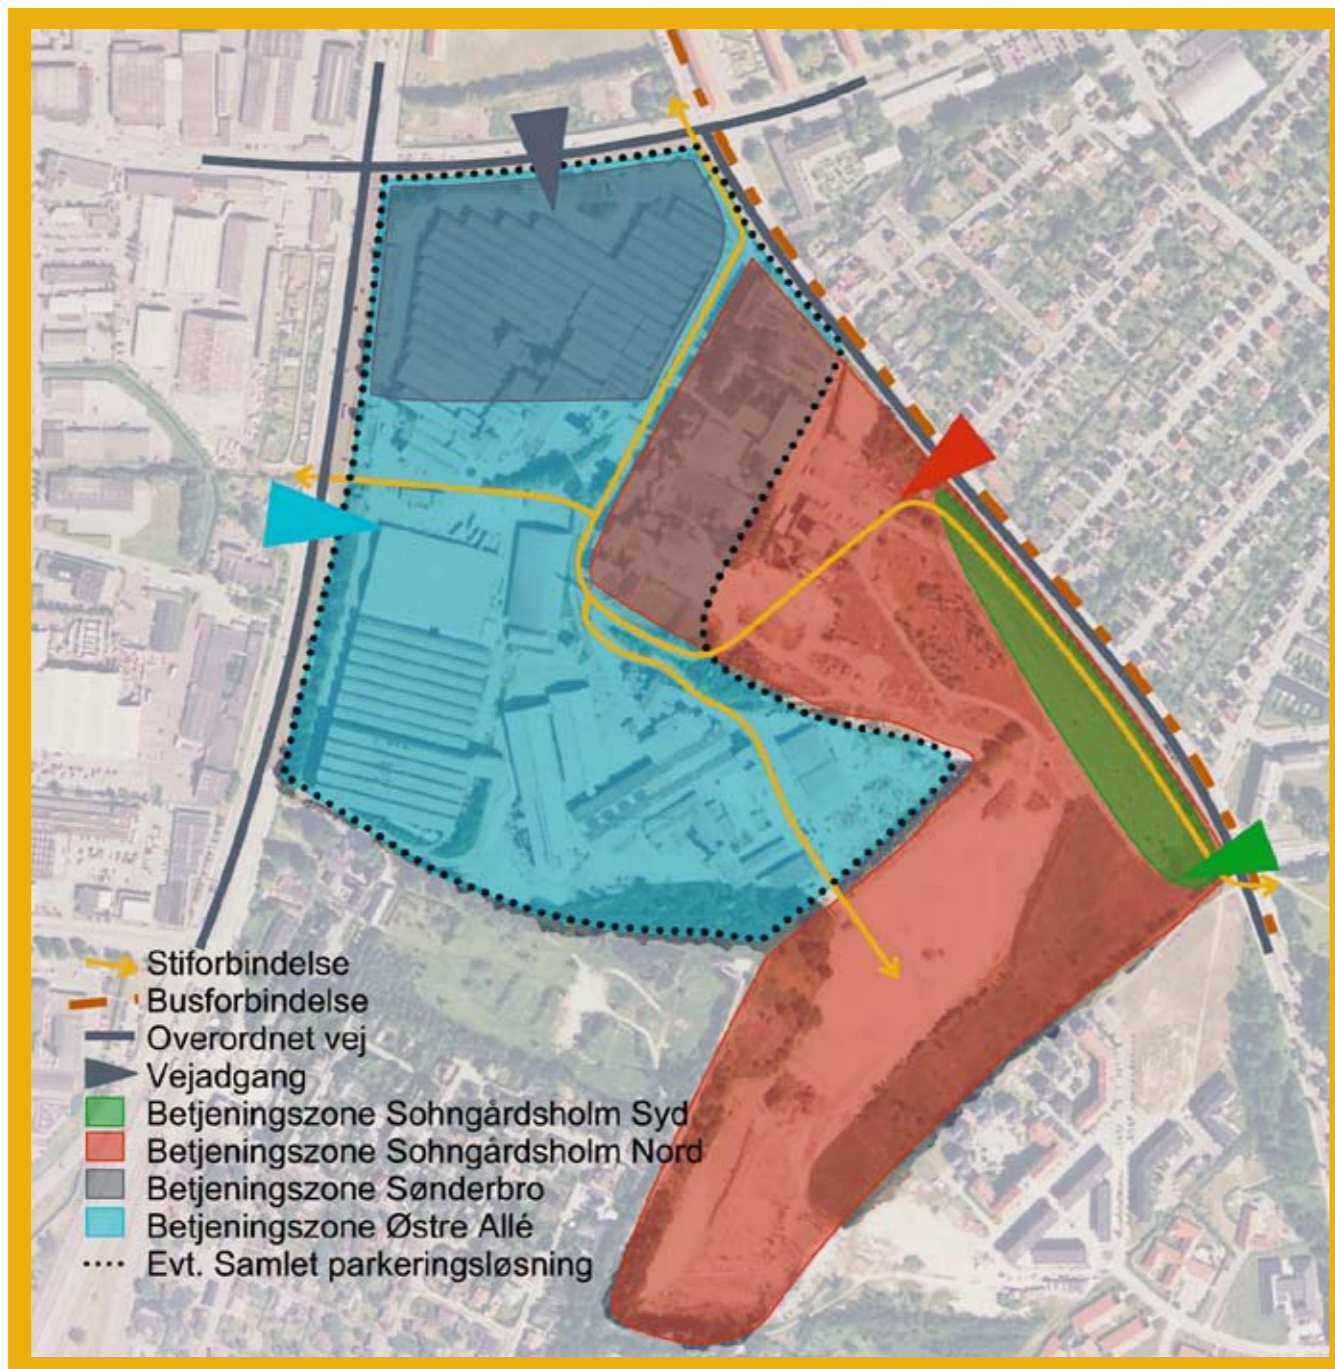 Stiforbindelse
Busforbindelse
Overordnet vej
Vejadgang
Betjeningszone Sohngårdsholm Syd
Betjeningszone Sohngårdsholm Nord
Betjeningszone Sønderbro
Betjeningszone Østre Allé
Evt. Samlet parkeringsløsning